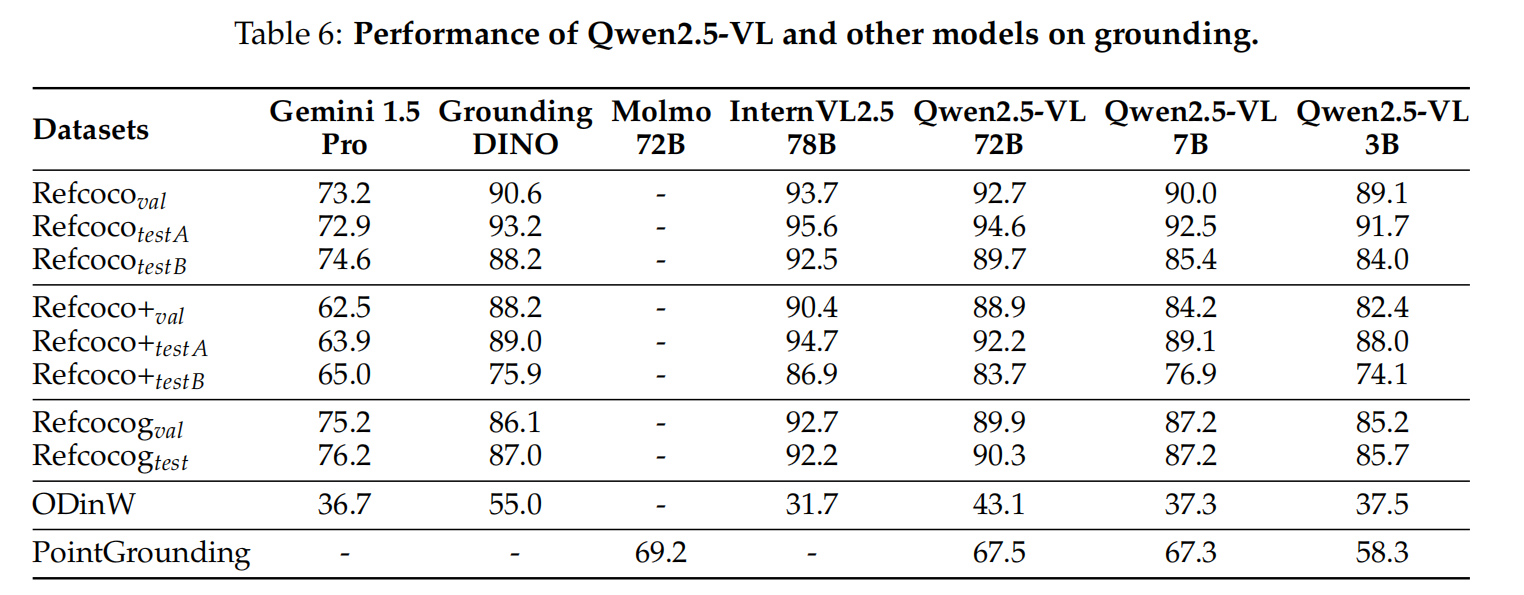 Table 6: Performance of Qwen2.5-VL and other models on grounding.
Datasets Gemini 1.5 Pro Grounding DINO Molmo 72B InternVL2.5 78B Qwen2.5-VL 72B Qwen2.5-VL 7B Qwen2.5-VL 3B
Refcoco val 73.2 90.6 - 93.7 92.7 90.0 89.1
Refcoco testA 72.9 93.2 - 95.6 94.6 92.5 91.7
Refcoco testB 74.6 88.2 - 92.5 89.7 85.4 84.0
Refcoco+ val 62.5 88.2 - 90.4 88.9 84.2 82.4
Refcoco+ testA 63.9 89.0 - 94.7 92.2 89.1 88.0
Refcoco+ testB 65.0 75.9 - 86.9 83.7 76.9 74.1
Refcocog val 75.2 86.1 - 92.7 89.9 87.2 85.2
Refcocog test 76.2 87.0 - 92.2 90.3 87.2 85.7
ODinW 36.7 55.0 - 31.7 43.1 37.3 37.5
PointGrounding - - 69.2 - 67.5 67.3 58.3